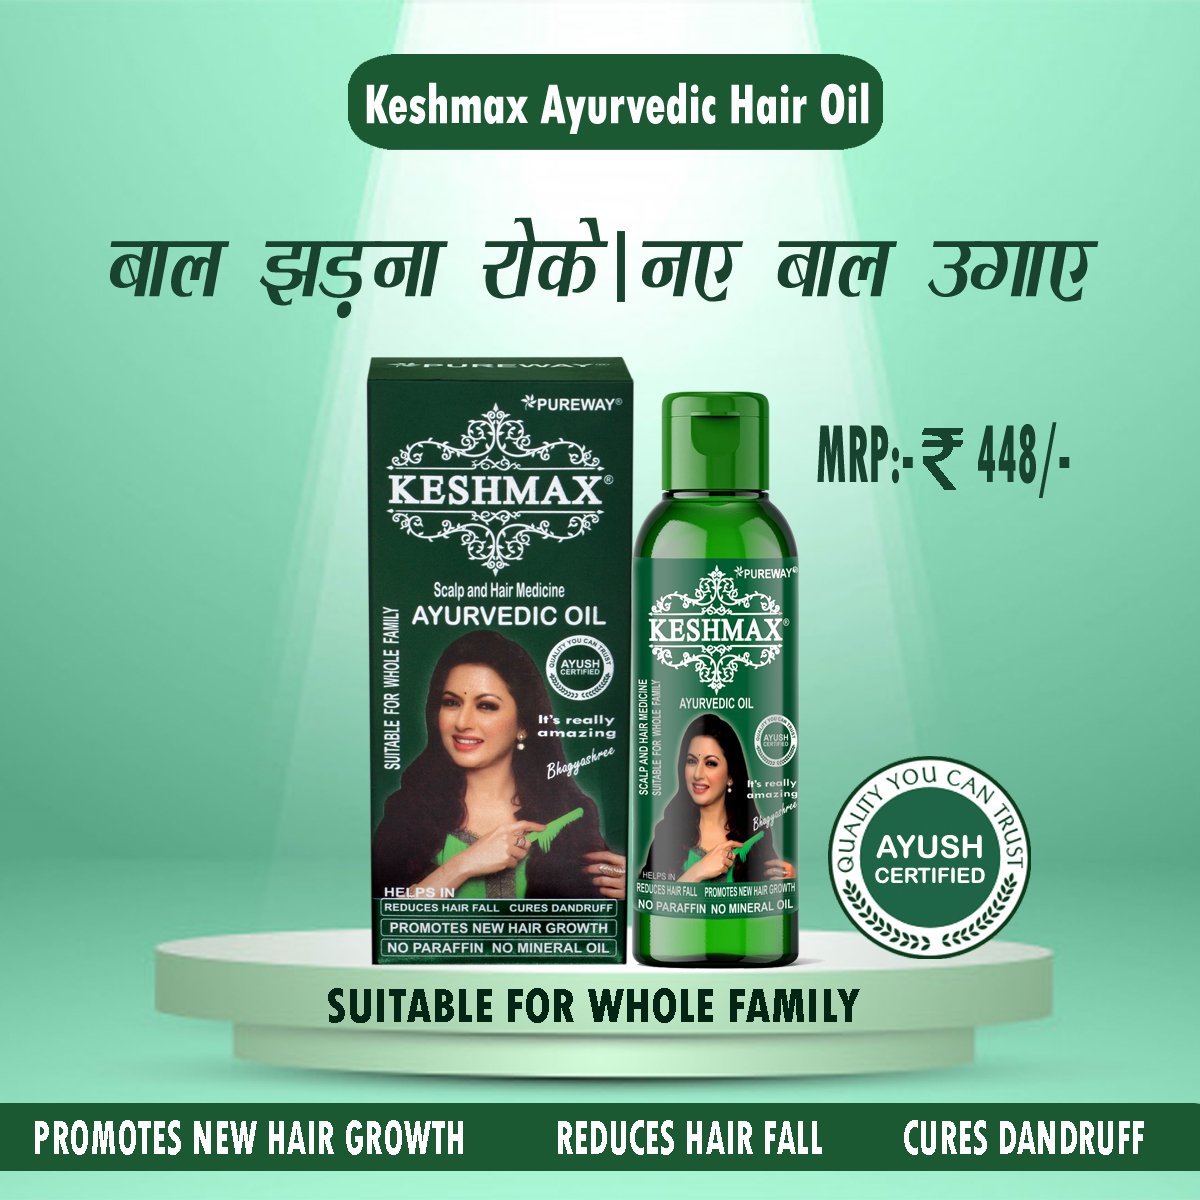 Keshmax Ayurvedic Hair Oil
बाल झड़ना रोके|नए बाल उगाए
MRP:-₹ 448/-
PUREWAY®
PUREWAY®
KESHMAX®
Scalp and Hair Medicine
AYURVEDIC OIL
SUITABLE FOR WHOLE FAMILY
QUALITY YOU CAN TRUST
AYUSH
CERTIFIED
It's really
amazing
Bhagyashree
HELPS IN
REDUCES HAIR FALL CURES DANDRUFF
PROMOTES NEW HAIR GROWTH
NO PARAFFIN NO MINERAL OIL
PUREWAY®
KESHMAX®
AYURVEDIC OIL
SCALP AND HAIR MEDICINE
SUITABLE FOR WHOLE FAMILY
QUALITY YOU CAN TRUST
AYUSH
CERTIFIED
It's really
amazing
Bhagyashree
HELPS IN
REDUCES HAIR FALL PROMOTES NEW HAIR GROWTH
NO PARAFFIN NO MINERAL OIL
QUALITY YOU CAN TRUST
AYUSH
CERTIFIED
SUITABLE FOR WHOLE FAMILY
PROMOTES NEW HAIR GROWTH REDUCES HAIR FALL CURES DANDRUFF